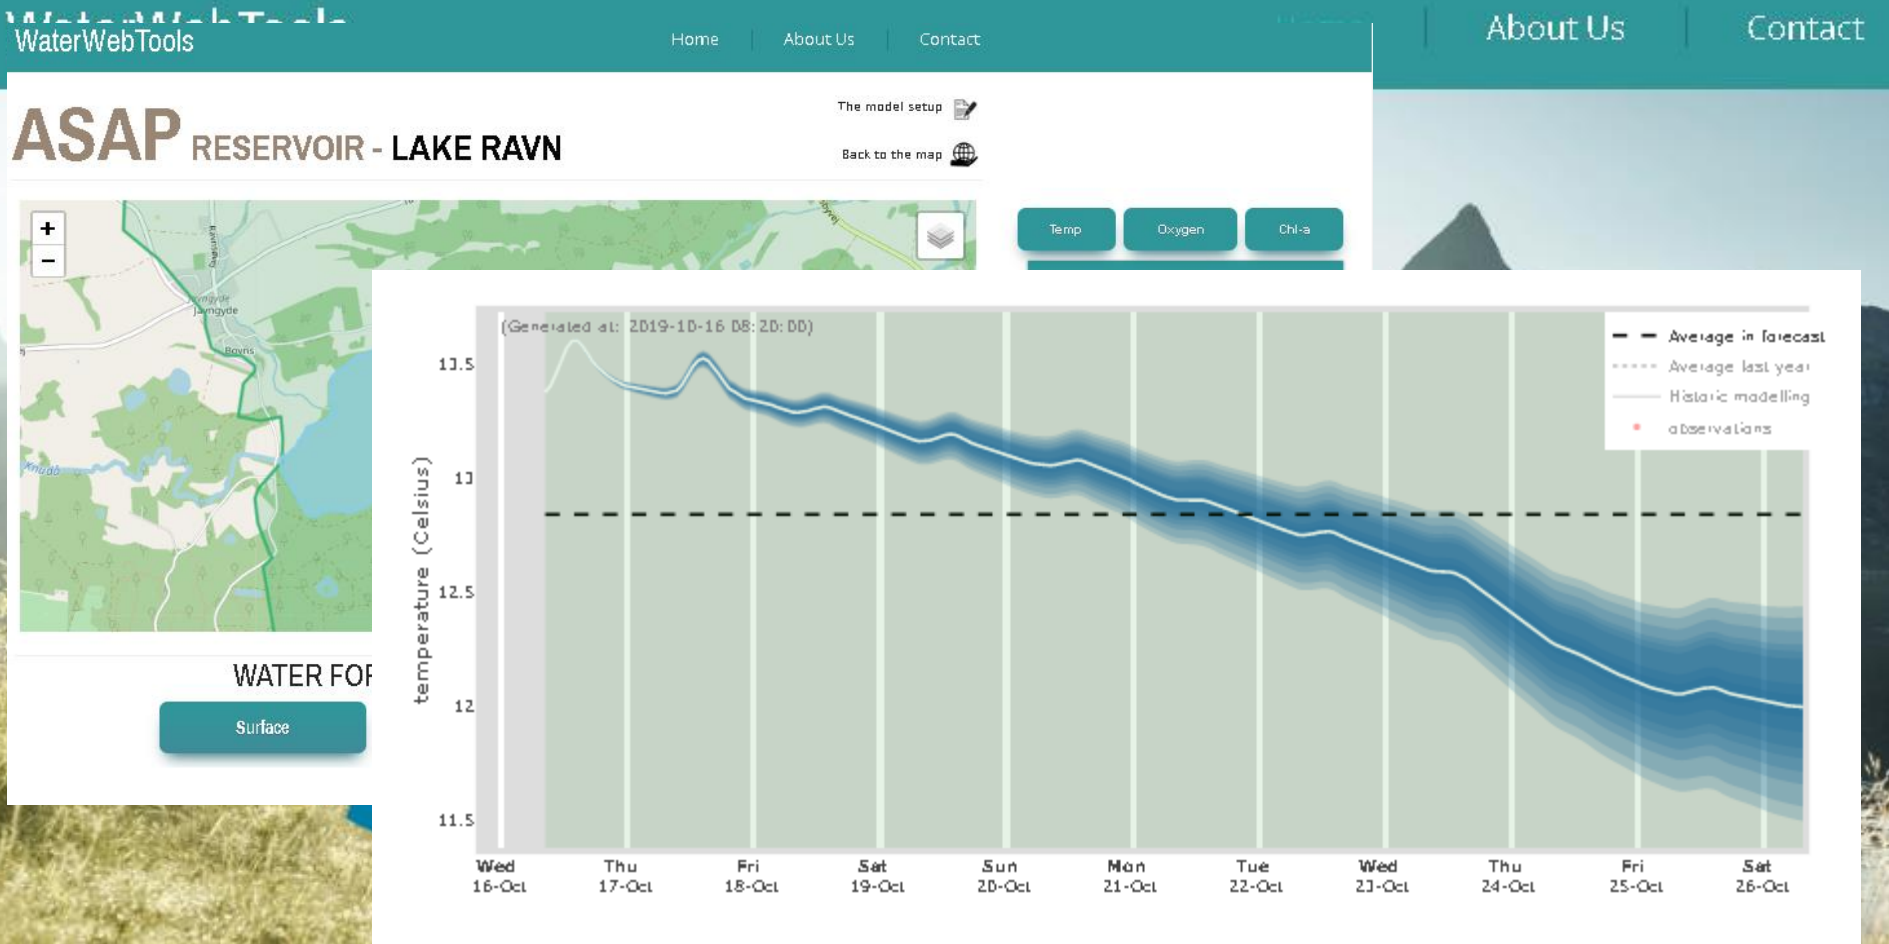 WaterWebTools
About Us
Contact
WaterWebTools
Home
About Us
Contact
ASAP RESERVOIR - LAKE RAVN
The model setup
Back to the map
+
−
Temp
Oxygen
Chl-a
Javngyde
Bovns
Knudå
WATER FOR
Surface
(Generated at: 2019-10-16 08:20:00)
Average in forecast
Average last year
Historic modelling
observations
temperature (Celsius)
13.5
13
12.5
12
11.5
Wed
16-Oct
Thu
17-Oct
Fri
18-Oct
Sat
19-Oct
Sun
20-Oct
Mon
21-Oct
Tue
22-Oct
Wed
23-Oct
Thu
24-Oct
Fri
25-Oct
Sat
26-Oct